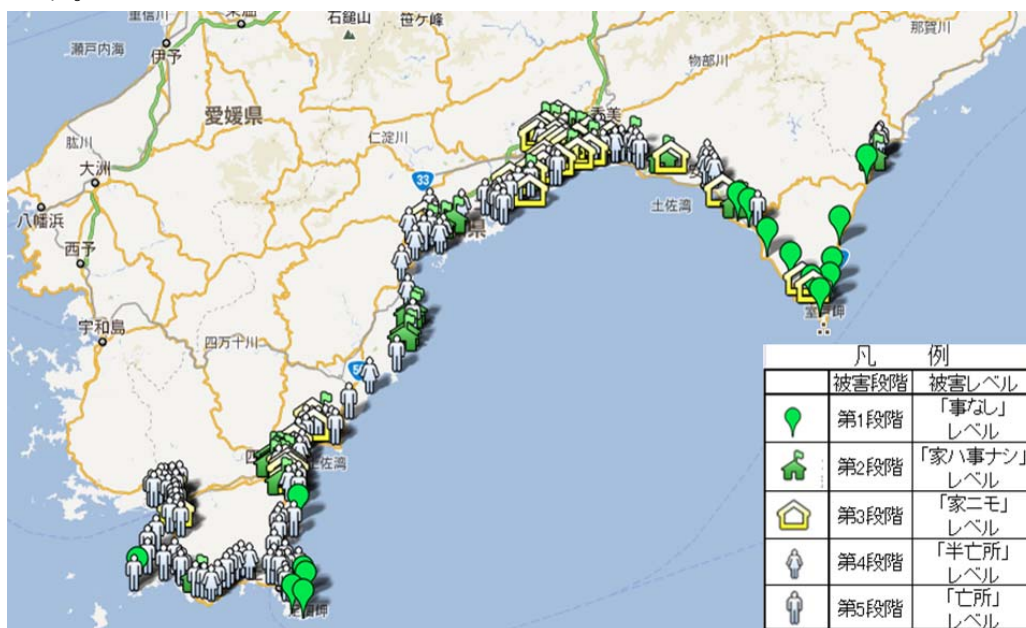 石鎚山
笹ケ峰
重信川
瀬戸内海
伊予
那賀川
物部川
愛媛県
香美
仁淀川
肱川
大洲
33
土佐湾
八幡浜
県
西予
宇和島
四万十川
室戸岬
土佐湾
足摺岬
凡 例
被害段階 被害レベル
第1段階 「事なし」レベル
第2段階 「家ハ事ナシ」レベル
第3段階 「家ニモ」レベル
第4段階 「半亡所」レベル
第5段階 「亡所」レベル